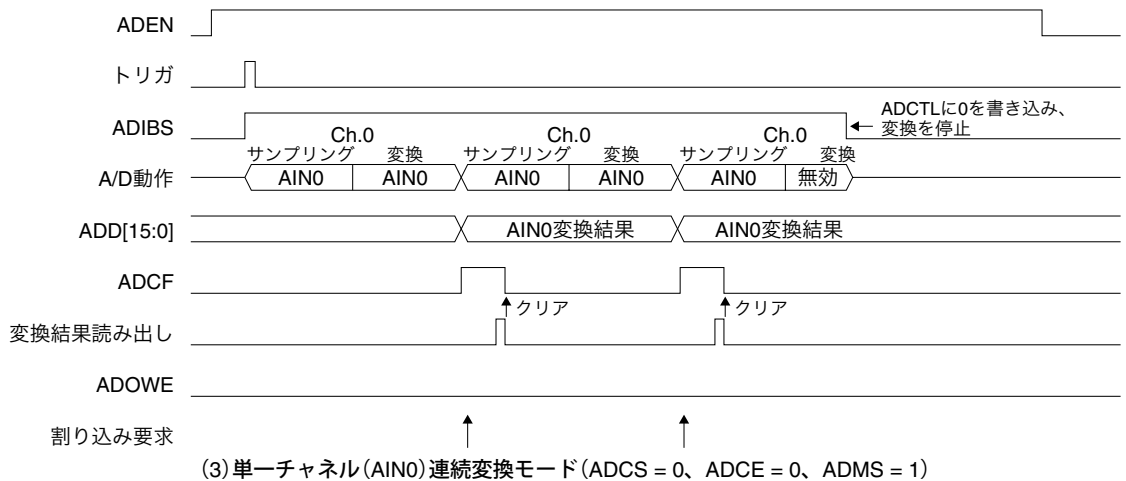 ADEN
トリガ
ADIBS
ADCTLに0を書き込み、
変換を停止
Ch.0 Ch.0 Ch.0
サンプリング 変換 サンプリング 変換 サンプリング 変換
A/D動作 AIN0 AIN0 AIN0 AIN0 AIN0 無効
ADD[15:0] AIN0変換結果 AIN0変換結果
ADCF
クリア クリア
変換結果読み出し
ADOWE
割り込み要求
(3)単一チャネル(AIN0)連続変換モード(ADCS = 0、ADCE = 0、ADMS = 1)